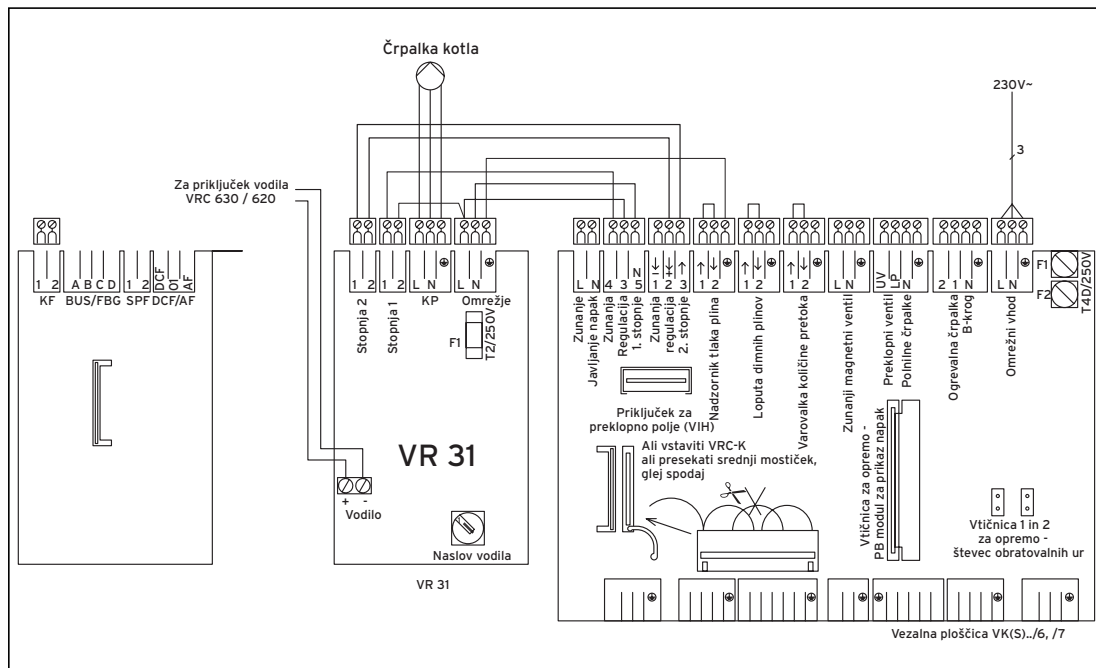 Črpalka kotla
230V~
3
Za priključek vodila
VRC 630 / 620
1 2
KF
A B C D
BUS/FBG
1 2
SPF
DCF 01 AF
DCF/AF
1 2
Stopnja 2
1 2
Stopnja 1
L N
KP
L N
Omrežje
F1
T2/250V
VR 31
+ -
Vodilo
Naslov vodila
VR 31
L N
Zunanje
Javljanje napak
4 3 5
N
Zunanja
Regulacija
1. stopnje
1 2 3
Zunanja
regulacija
2. stopnje
1 2
Nadzornik tlaka plina
1 2
Loputa dimnih plinov
1 2
Varovalka količine pretoka
L N
Zunanji magnetni ventil
UV
LP
N
Preklopni ventil
Polnilne črpalke
2 1 N
Ogrevalna črpalka
B-krog
L N
Omrežni vhod
F1
F2
T4D/250V
Priključek za
preklopno polje (VIH)
Ali vstaviti VRC-K
ali presekati srednji mostiček,
glej spodaj
Vtičnica za opremo -
PB modul za prikaz napak
Vtičnica 1 in 2
za opremo -
števec obratovalnih ur
Vezalna ploščica VK(S)../6, /7